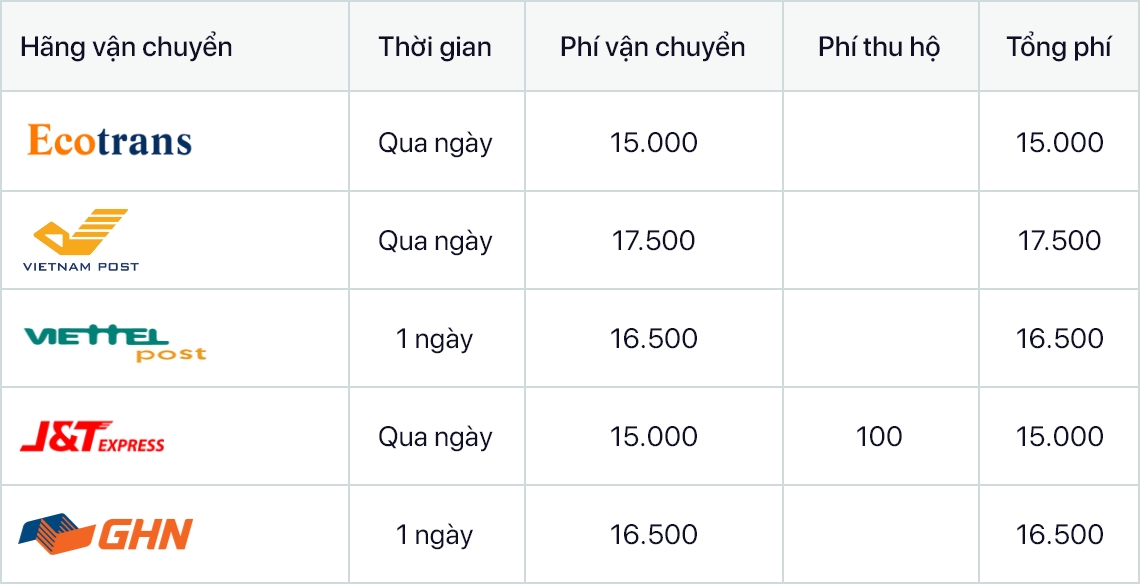 Hãng vận chuyển Thời gian Phí vận chuyển Phí thu hộ Tổng phí
Ecotrans Qua ngày 15.000 15.000
VIETNAM POST Qua ngày 17.500 17.500
VIETTEL post 1 ngày 16.500 16.500
J&T EXPRESS Qua ngày 15.000 100 15.000
GHN 1 ngày 16.500 16.500